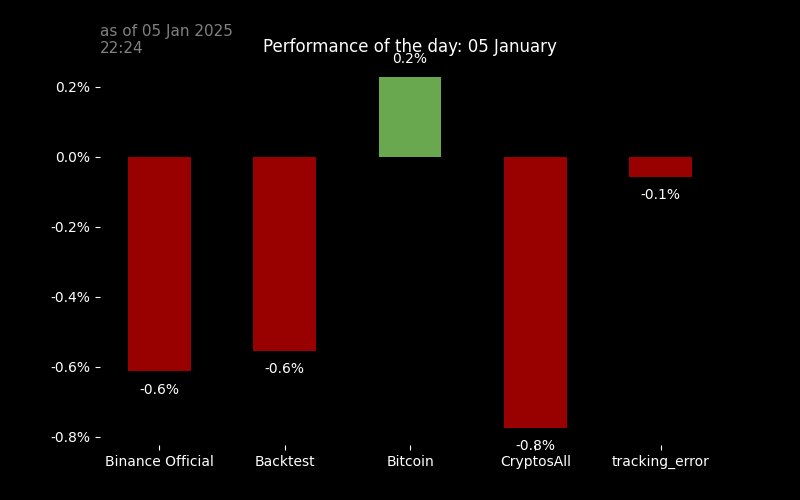 as of 05 Jan 2025
22:24
Performance of the day: 05 January
0.2%
0.2%
0.0%
-0.1%
-0.2%
-0.4%
-0.6%
-0.6%
-0.6%
-0.8%
-0.8%
Binance Official
Backtest
Bitcoin
CryptosAll
tracking_error